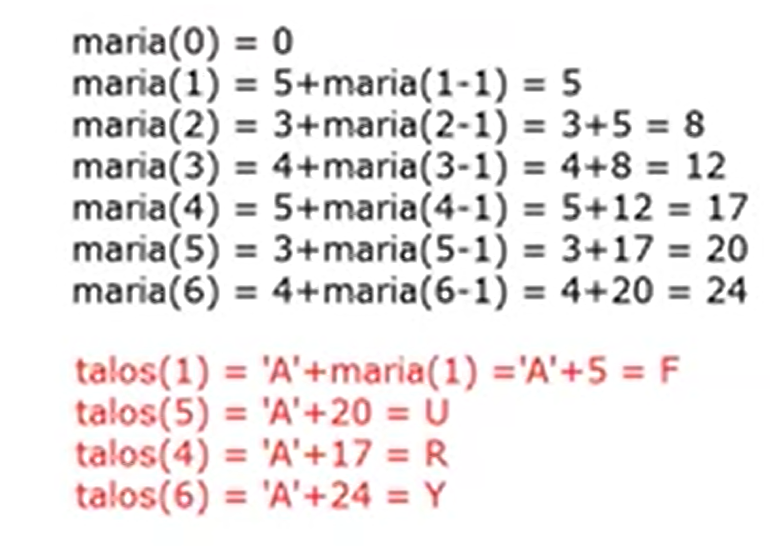 maria(0) = 0
maria(1) = 5+maria(1-1) = 5
maria(2) = 3+maria(2-1) = 3+5 = 8
maria(3) = 4+maria(3-1) = 4+8 = 12
maria(4) = 5+maria(4-1) = 5+12 = 17
maria(5) = 3+maria(5-1) = 3+17 = 20
maria(6) = 4+maria(6-1) = 4+20 = 24
talos(1) = 'A'+maria(1) ='A'+5 = F
talos(5) = 'A'+20 = U
talos(4) = 'A'+17 = R
talos(6) = 'A'+24 = Y